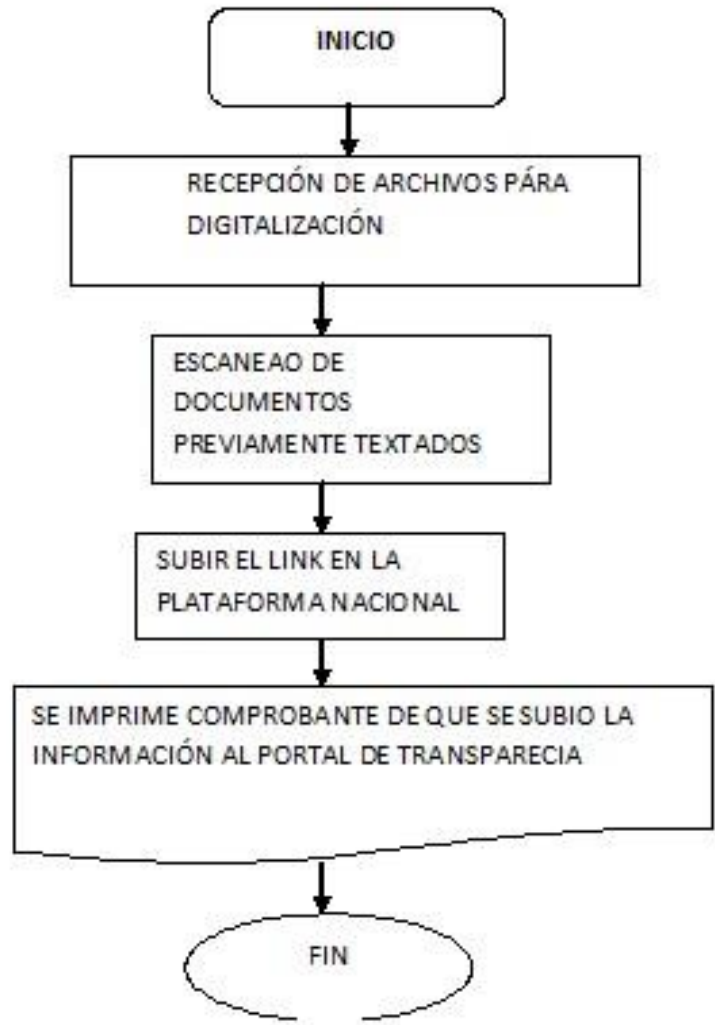 INICIO
RECEPCIÓN DE ARCHIVOS PÁRA
DIGITALIZACIÓN
ESCANEAO DE
DOCUMENTOS
PREVIAMENTE TEXTADOS
SUBIR EL LINK EN LA
PLATAFORMA NACIONAL
SE IMPRIME COMPROBANTE DE QUE SE SUBIO LA
INFORMACIÓN AL PORTAL DE TRANSPARECIA
FIN